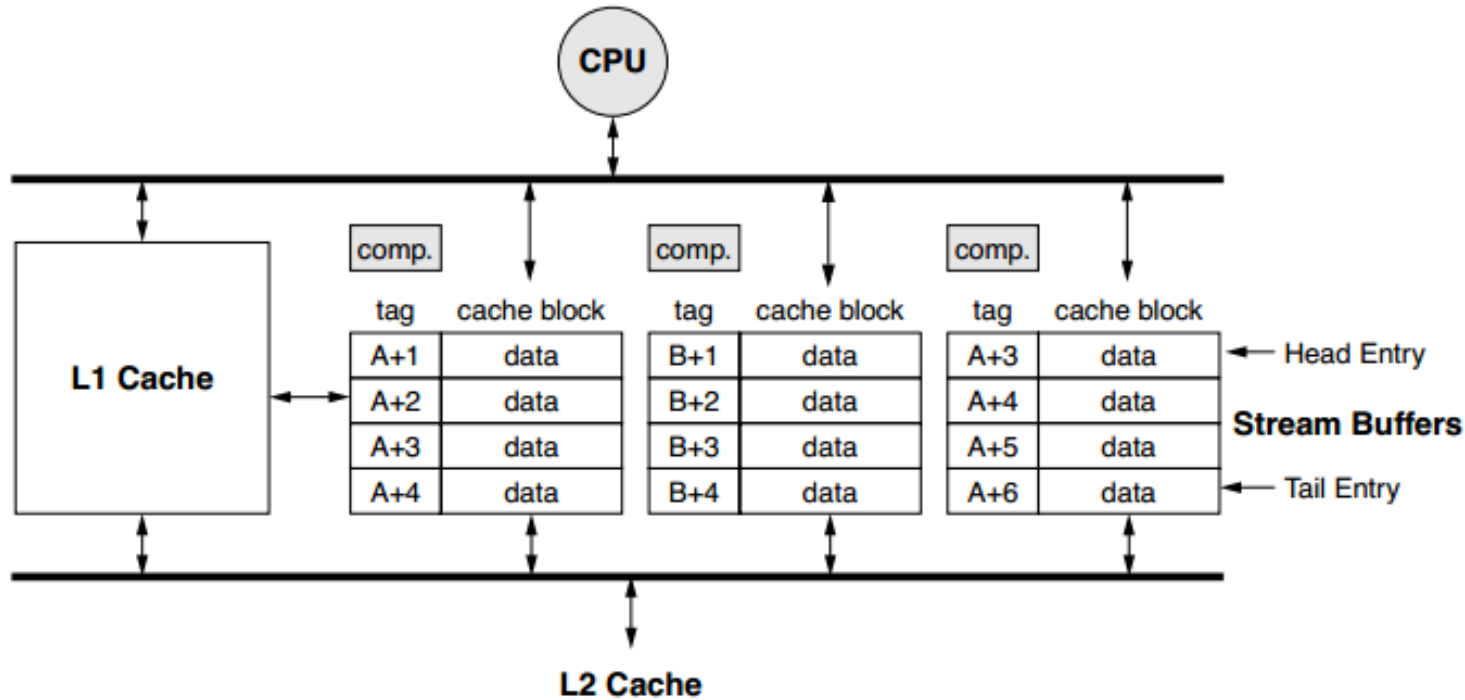 CPU
comp. comp. comp.
tag cache block tag cache block tag cache block
A+1 data B+1 data A+3 data Head Entry
L1 Cache
A+2 data B+2 data A+4 data
Stream Buffers
A+3 data B+3 data A+5 data
A+4 data B+4 data A+6 data Tail Entry
L2 Cache